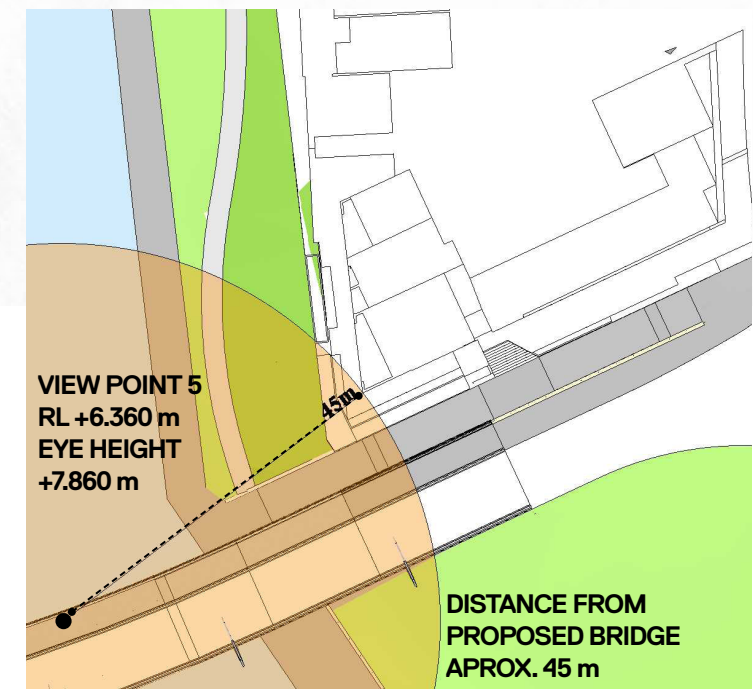 45m
VIEW POINT 5
RL +6.360 m
EYE HEIGHT
+7.860 m
DISTANCE FROM
PROPOSED BRIDGE
APROX. 45 m